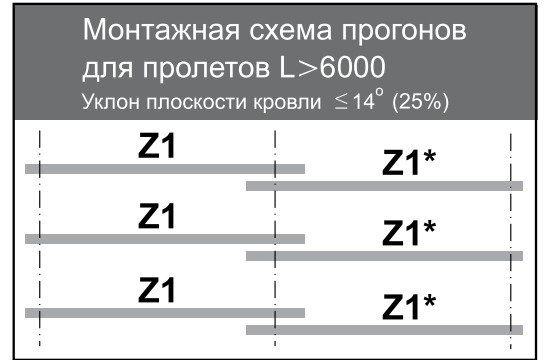 Монтажная схема прогонов
для пролетов L>6000
Уклон плоскости кровли ≤14° (25%)
Z1
Z1*
Z1
Z1*
Z1
Z1*